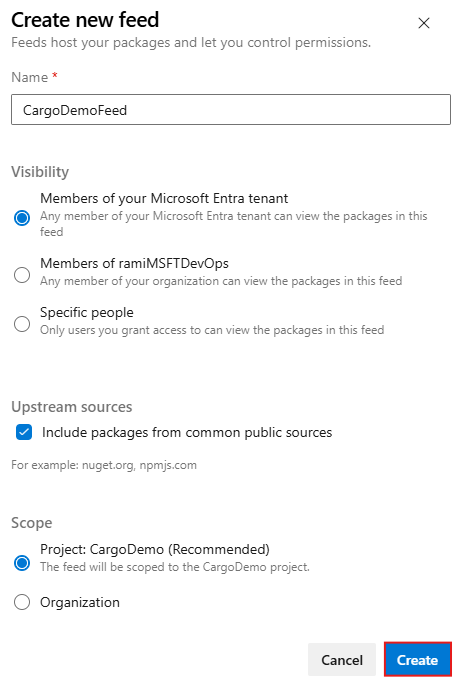 Create new feed
Feeds host your packages and let you control permissions.
Name *
CargoDemoFeed
Visibility
Members of your Microsoft Entra tenant
Any member of your Microsoft Entra tenant can view the packages in this
feed
Members of ramiMSFTDevOps
Any member of your organization can view the packages in this feed
Specific people
Only users you grant access to can view the packages in this feed
Upstream sources
Include packages from common public sources
For example: nuget.org, npmjs.com
Scope
Project: CargoDemo (Recommended)
The feed will be scoped to the CargoDemo project.
Organization
Cancel
Create